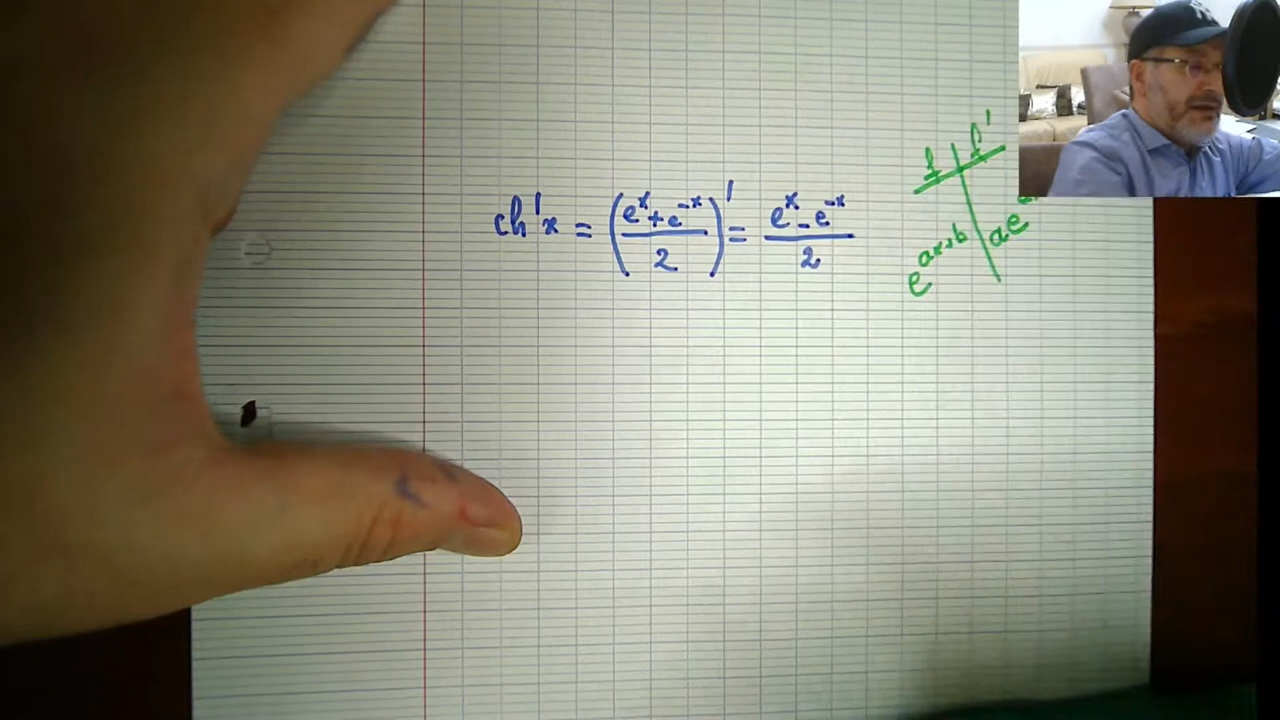 ch'x = (e^x + e^-x / 2)' = e^x - e^-x / 2
f | f'
e^ax+b | ae